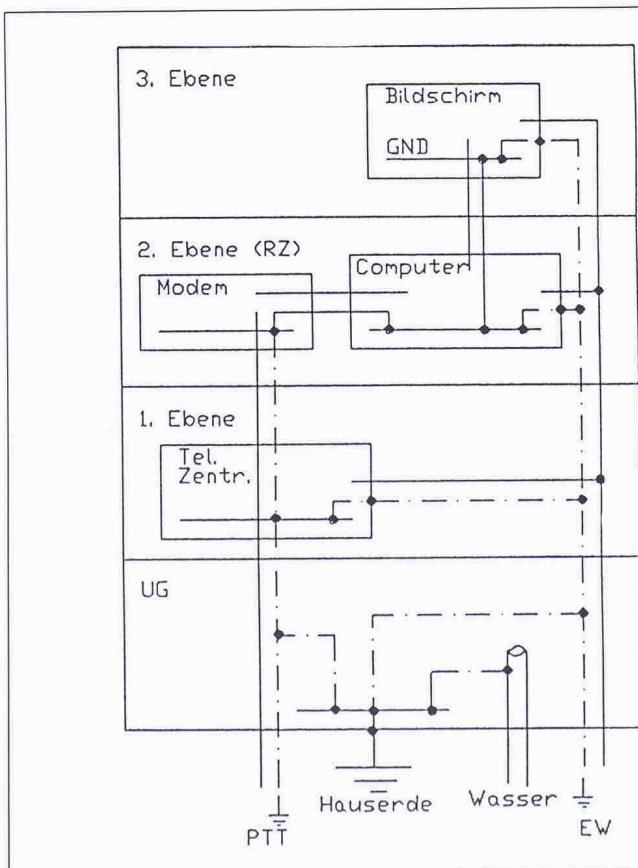 3. Ebene
Bildschirm
GND
2. Ebene (RZ)
Modem
Computer
1. Ebene
Tel.
Zentr.
UG
Hauserde
Wasser
EW
PTT